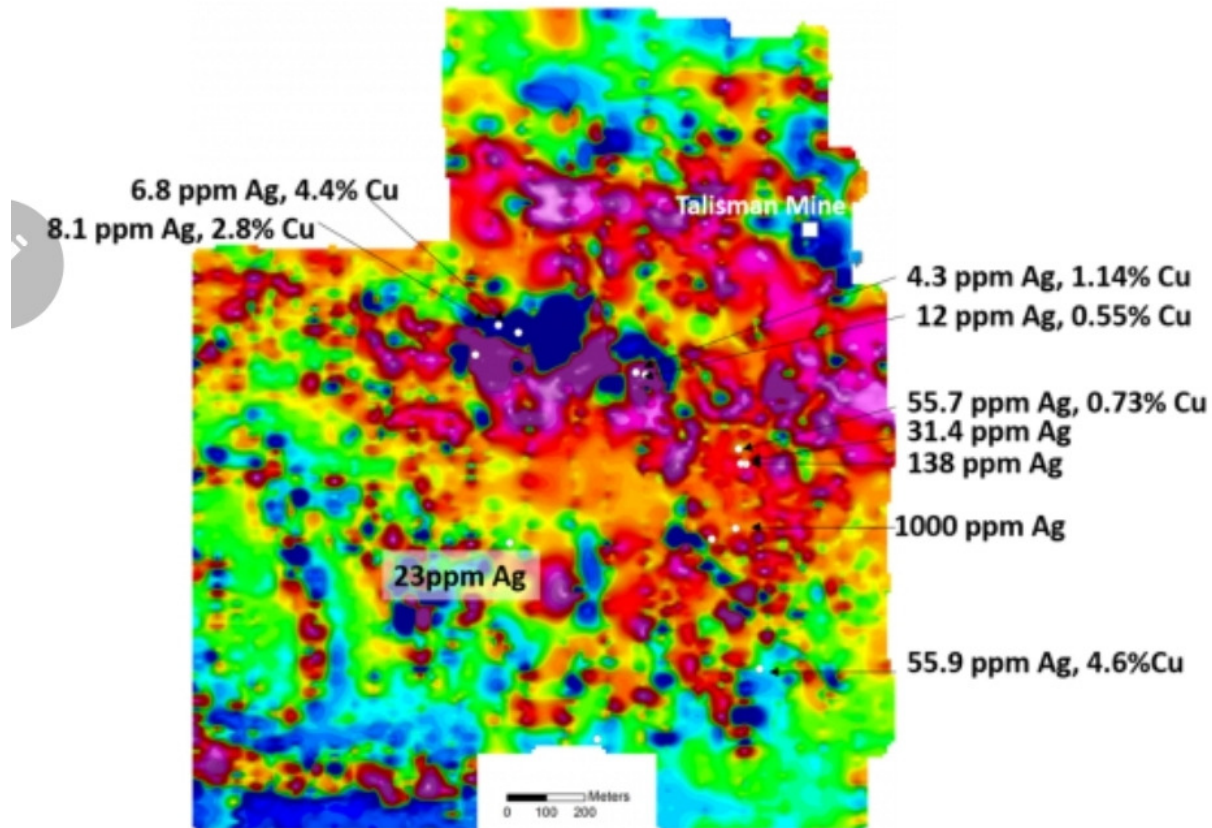 6.8 ppm Ag, 4.4% Cu
8.1 ppm Ag, 2.8% Cu
Talisman Mine
4.3 ppm Ag, 1.14% Cu
12 ppm Ag, 0.55% Cu
55.7 ppm Ag, 0.73% Cu
31.4 ppm Ag
138 ppm Ag
1000 ppm Ag
23ppm Ag
55.9 ppm Ag, 4.6%Cu
Meters
0 100 200